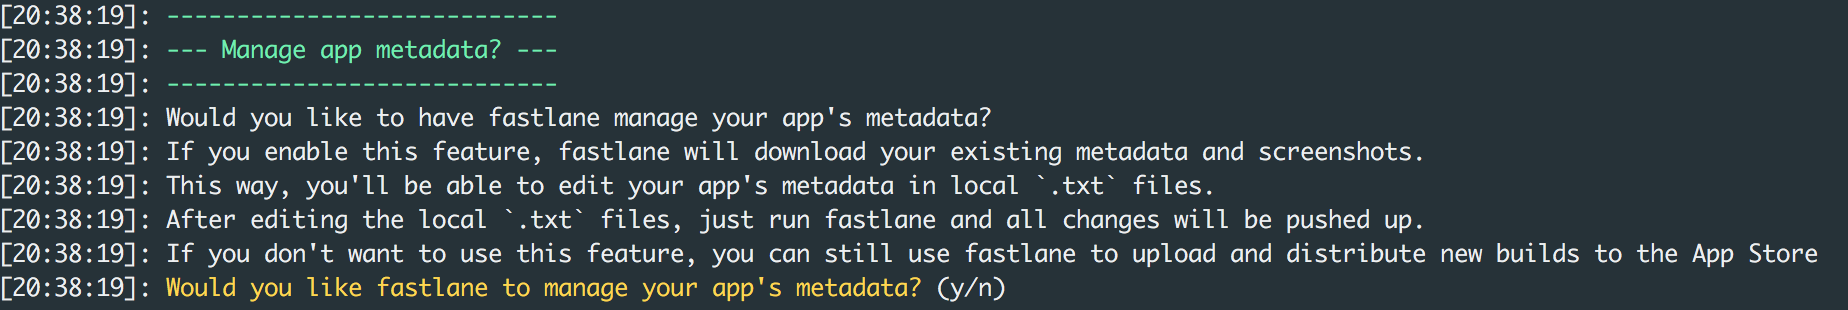 [20:38:19]: ----------------------------
[20:38:19]: --- Manage app metadata? ---
[20:38:19]: ----------------------------
[20:38:19]: Would you like to have fastlane manage your app's metadata?
[20:38:19]: If you enable this feature, fastlane will download your existing metadata and screenshots.
[20:38:19]: This way, you'll be able to edit your app's metadata in local `.txt` files.
[20:38:19]: After editing the local `.txt` files, just run fastlane and all changes will be pushed up.
[20:38:19]: If you don't want to use this feature, you can still use fastlane to upload and distribute new builds to the App Store
[20:38:19]: Would you like fastlane to manage your app's metadata? (y/n)